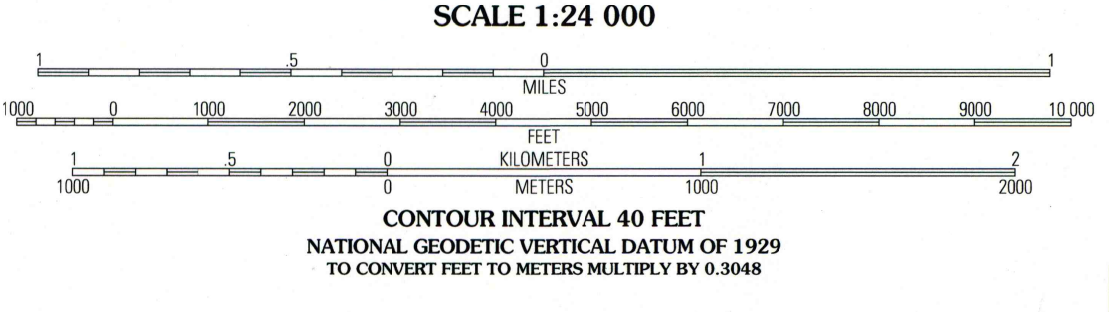 SCALE 1:24 000
1 .5 0 1
MILES
1000 0 1000 2000 3000 4000 5000 6000 7000 8000 9000 10 000
FEET
1 .5 0 KILOMETERS 1 2
1000 0 METERS 1000 2000
CONTOUR INTERVAL 40 FEET
NATIONAL GEODETIC VERTICAL DATUM OF 1929
TO CONVERT FEET TO METERS MULTIPLY BY 0.3048